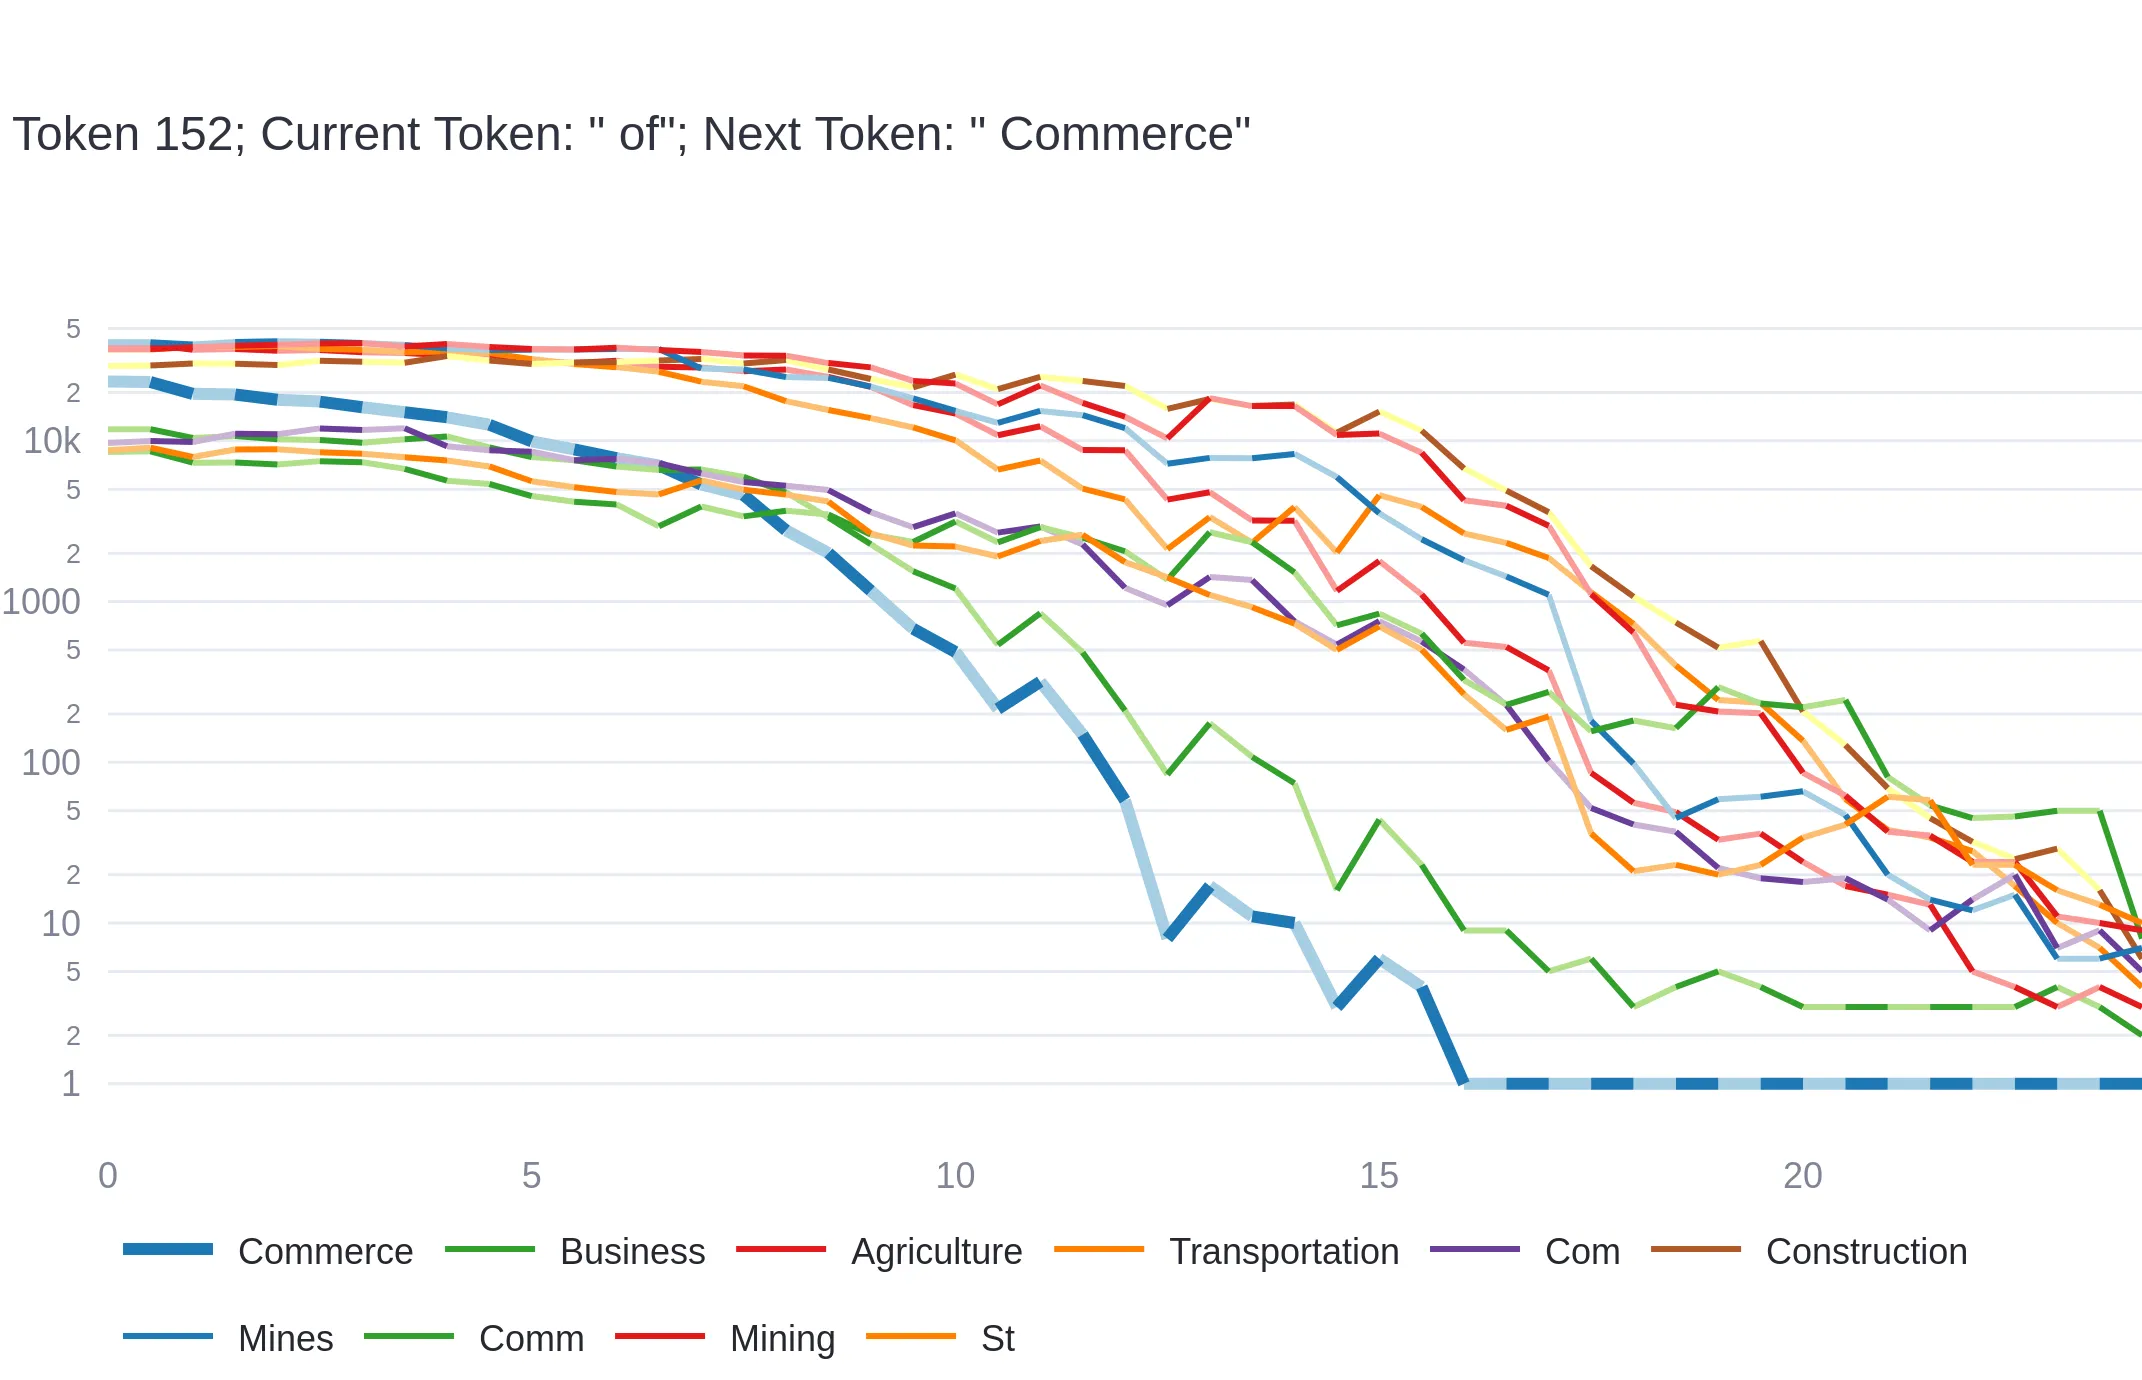 Token 152; Current Token: " of"; Next Token: " Commerce"
5
2
10k
5
2
1000
5
2
100
5
2
10
5
2
1
0 5 10 15 20
Commerce Business Agriculture Transportation Com Construction
Mines Comm Mining St